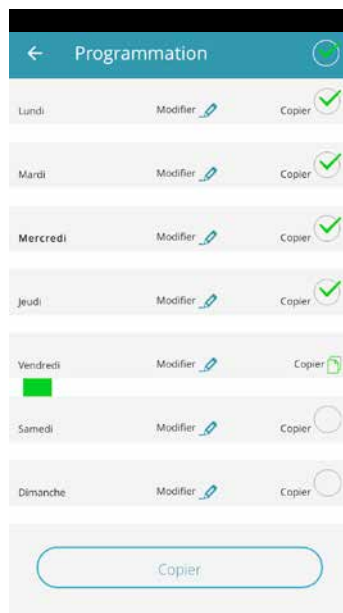 Programmation
Lundi Modifier Copier
Mardi Modifier Copier
Mercredi Modifier Copier
Jeudi Modifier Copier
Vendredi Modifier Copier
Samedi Modifier Copier
Dimanche Modifier Copier
Copier